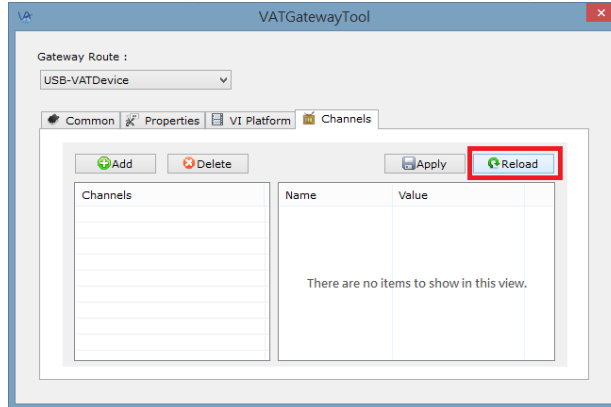 VATGatewayTool
Gateway Route :
USB-VATDevice
Common Properties VI Platform Channels
Add Delete Apply Reload
Channels Name Value
There are no items to show in this view.